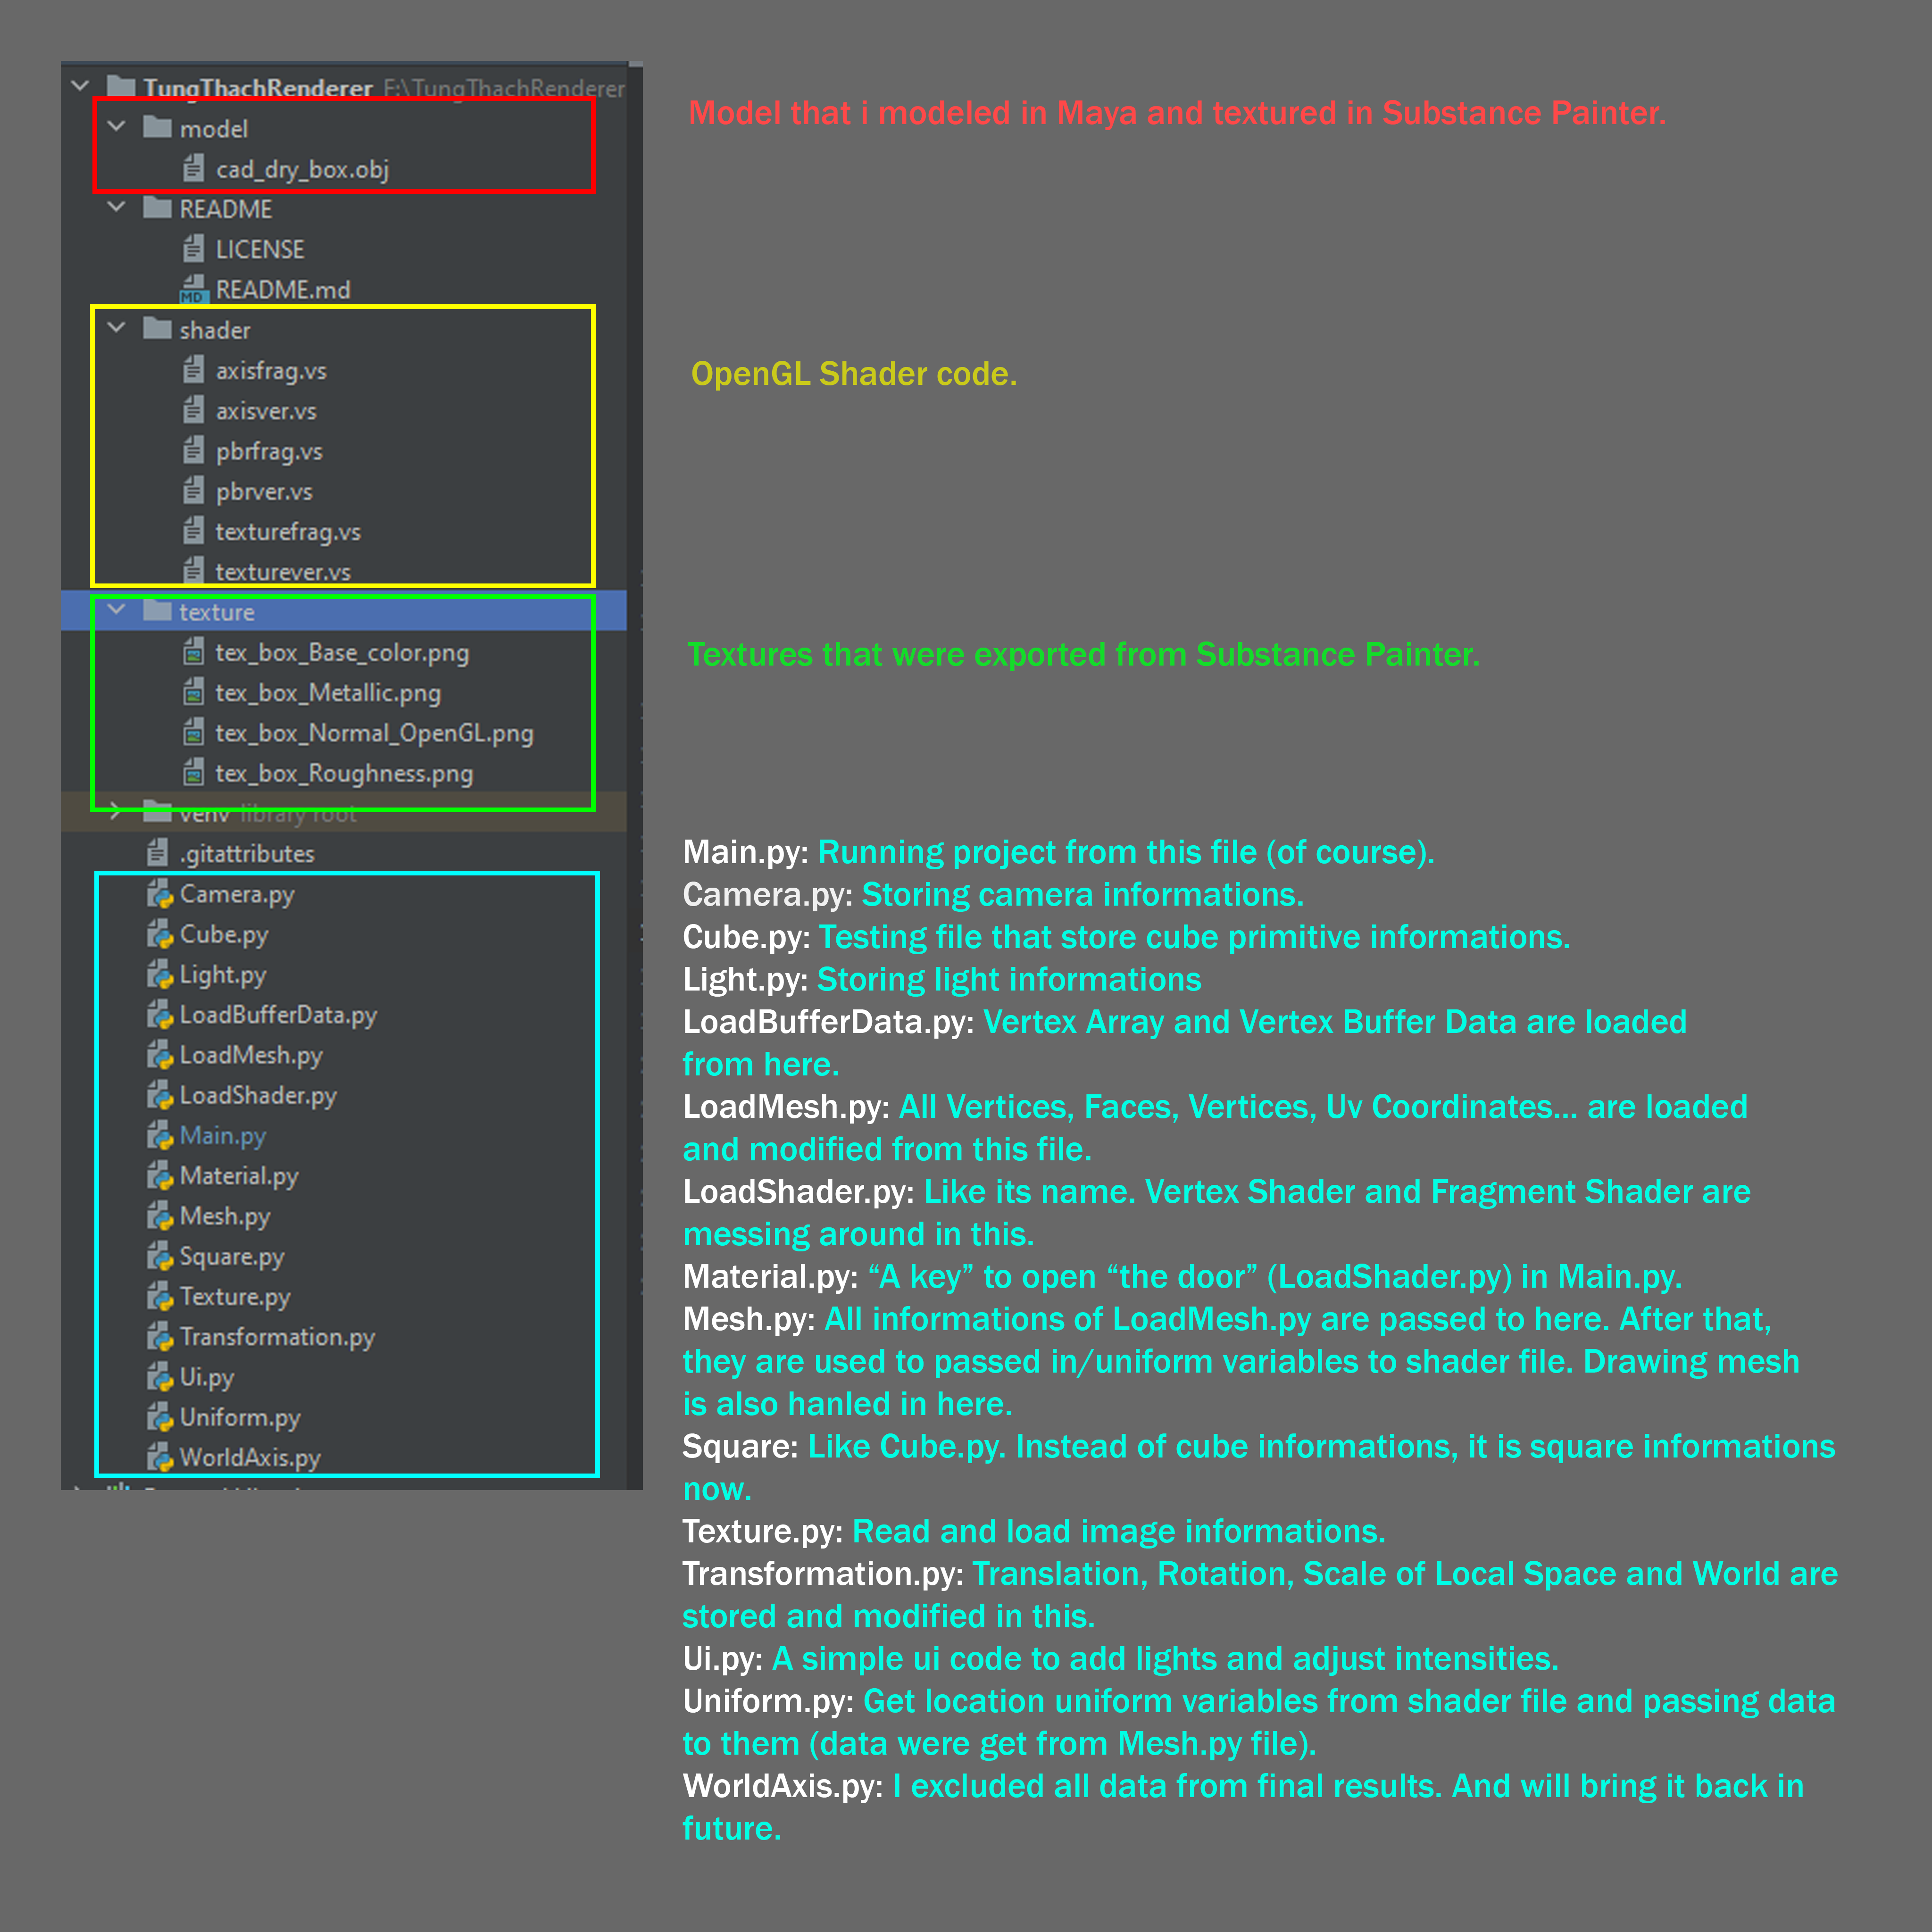 TungThachRenderer F:\TungThachRenderer
model
cad_dry_box.obj
README
LICENSE
MD README.md
shader
axisfrag.vs
axisver.vs
pbrfrag.vs
pbrver.vs
texturefrag.vs
texturever.vs
texture
tex_box_Base_color.png
tex_box_Metallic.png
tex_box_Normal_OpenGL.png
tex_box_Roughness.png
venv library root
.gitattributes
Camera.py
Cube.py
Light.py
LoadBufferData.py
LoadMesh.py
LoadShader.py
Main.py
Material.py
Mesh.py
Square.py
Texture.py
Transformation.py
Ui.py
Uniform.py
WorldAxis.py
Model that i modeled in Maya and textured in Substance Painter.
OpenGL Shader code.
Textures that were exported from Substance Painter.
Main.py: Running project from this file (of course).
Camera.py: Storing camera informations.
Cube.py: Testing file that store cube primitive informations.
Light.py: Storing light informations
LoadBufferData.py: Vertex Array and Vertex Buffer Data are loaded
from here.
LoadMesh.py: All Vertices, Faces, Vertices, Uv Coordinates... are loaded
and modified from this file.
LoadShader.py: Like its name. Vertex Shader and Fragment Shader are
messing around in this.
Material.py: “A key” to open “the door” (LoadShader.py) in Main.py.
Mesh.py: All informations of LoadMesh.py are passed to here. After that,
they are used to passed in/uniform variables to shader file. Drawing mesh
is also hanled in here.
Square: Like Cube.py. Instead of cube informations, it is square informations
now.
Texture.py: Read and load image informations.
Transformation.py: Translation, Rotation, Scale of Local Space and World are
stored and modified in this.
Ui.py: A simple ui code to add lights and adjust intensities.
Uniform.py: Get location uniform variables from shader file and passing data
to them (data were get from Mesh.py file).
WorldAxis.py: I excluded all data from final results. And will bring it back in
future.